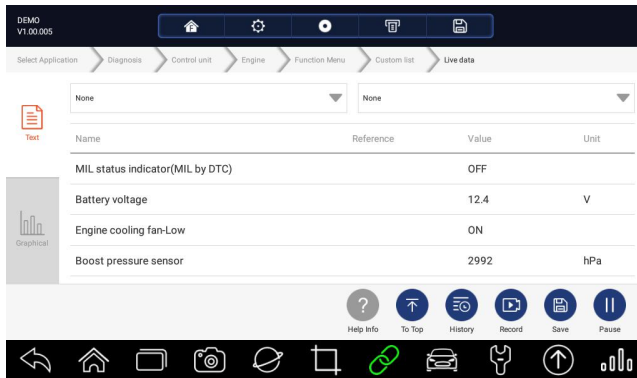 DEMO
V1.00.005
Select Application Diagnosis Control unit Engine Function Menu Custom list Live data
None None
Text
Name Reference Value Unit
MIL status indicator(MIL by DTC) OFF
Battery voltage 12.4 V
Graphical
Engine cooling fan-Low ON
Boost pressure sensor 2992 hPa
Help Info To Top History Record Save Pause